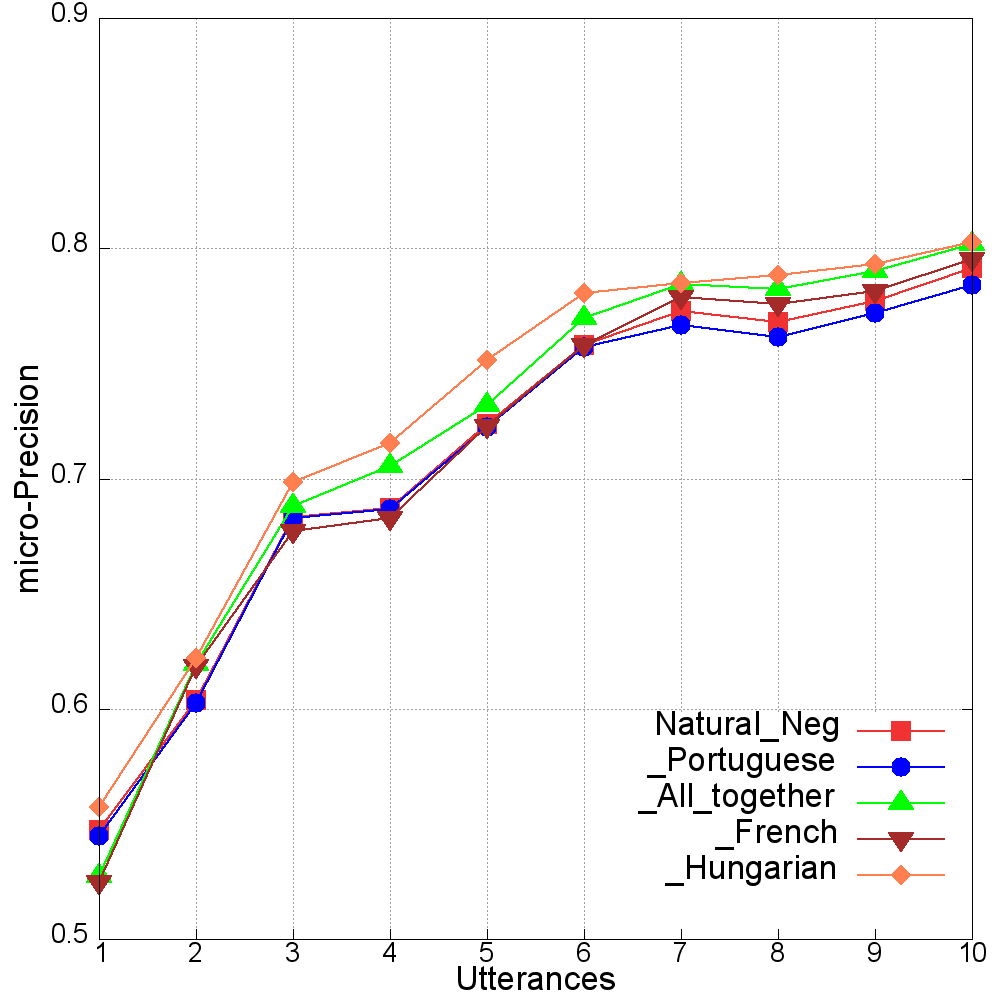 0.9
0.8
0.7
0.6
0.5
micro-Precision
Natural_Neg
_Portuguese
_All_together
_French
_Hungarian
1 2 3 4 5 6 7 8 9 10
Utterances